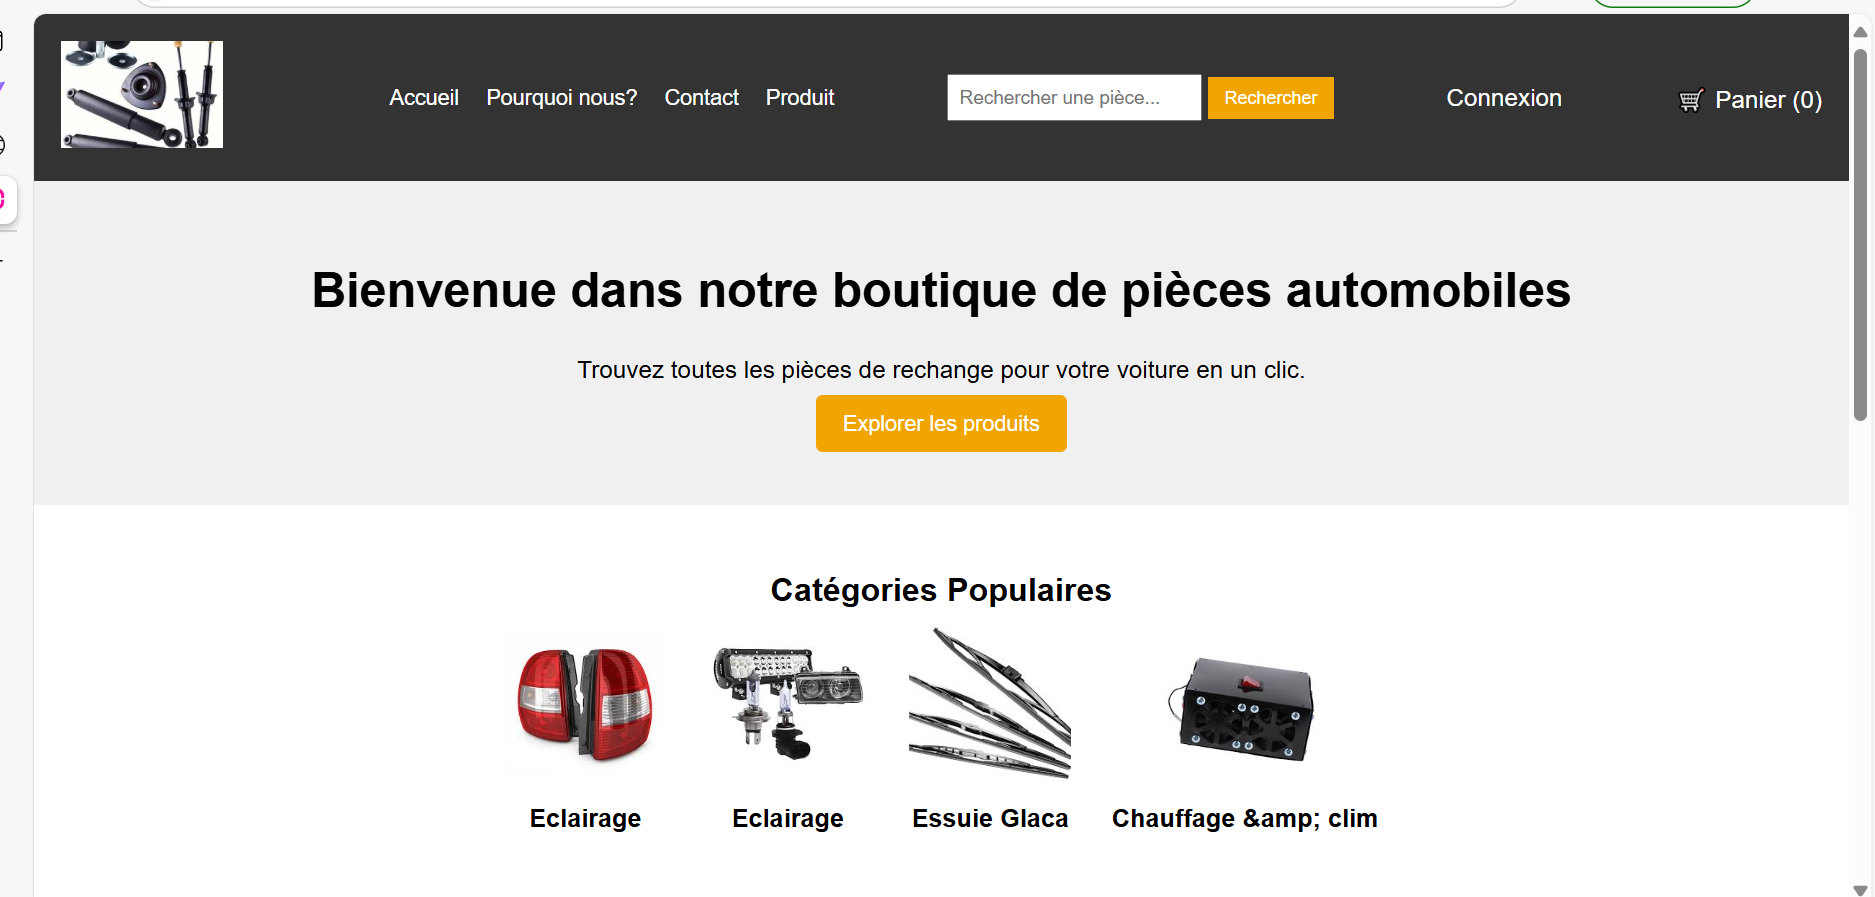 Accueil Pourquoi nous? Contact Produit Rechercher une pièce... Rechercher Connexion Panier (0)
Bienvenue dans notre boutique de pièces automobiles
Trouvez toutes les pièces de rechange pour votre voiture en un clic.
Explorer les produits
Catégories Populaires
Eclairage Eclairage Essuie Glaca Chauffage &amp; clim